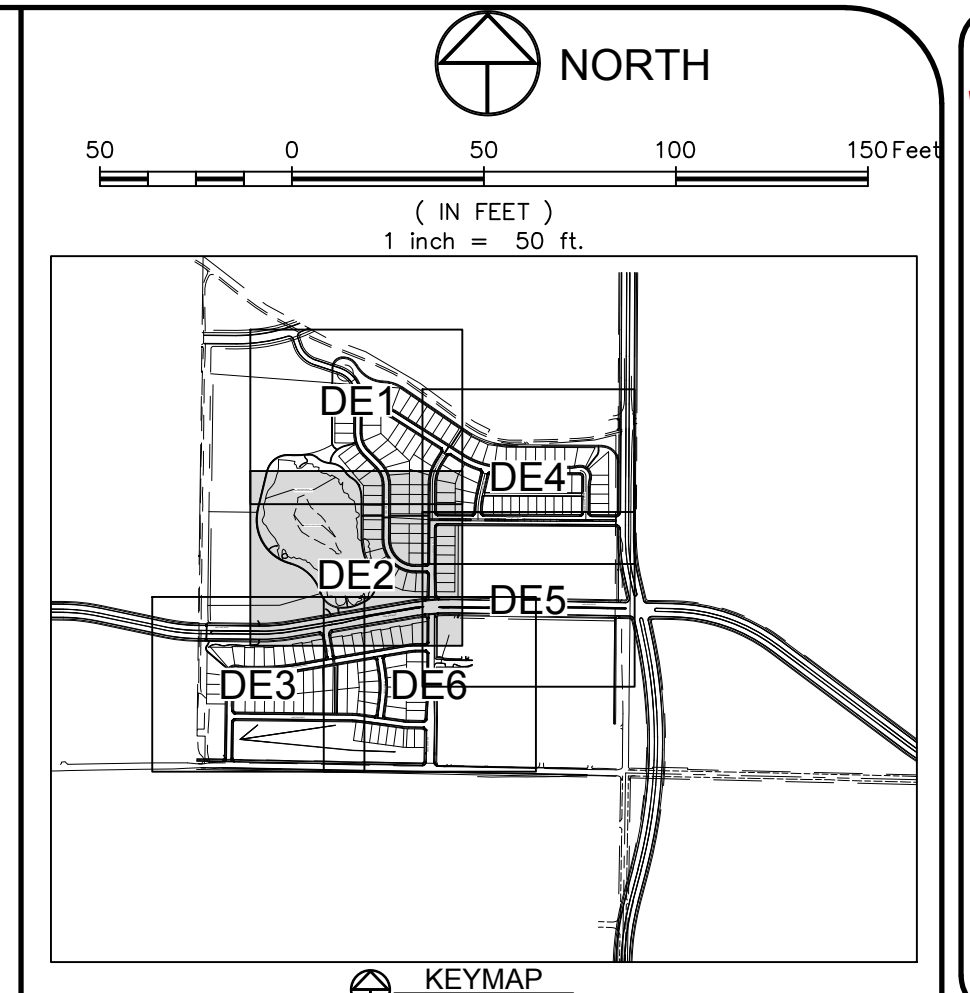 NORTH
50 0 50 100 150 Feet
( IN FEET )
1 inch = 50 ft.
DE1
DE4
DE2
DE5
DE3 DE6
KEYMAP